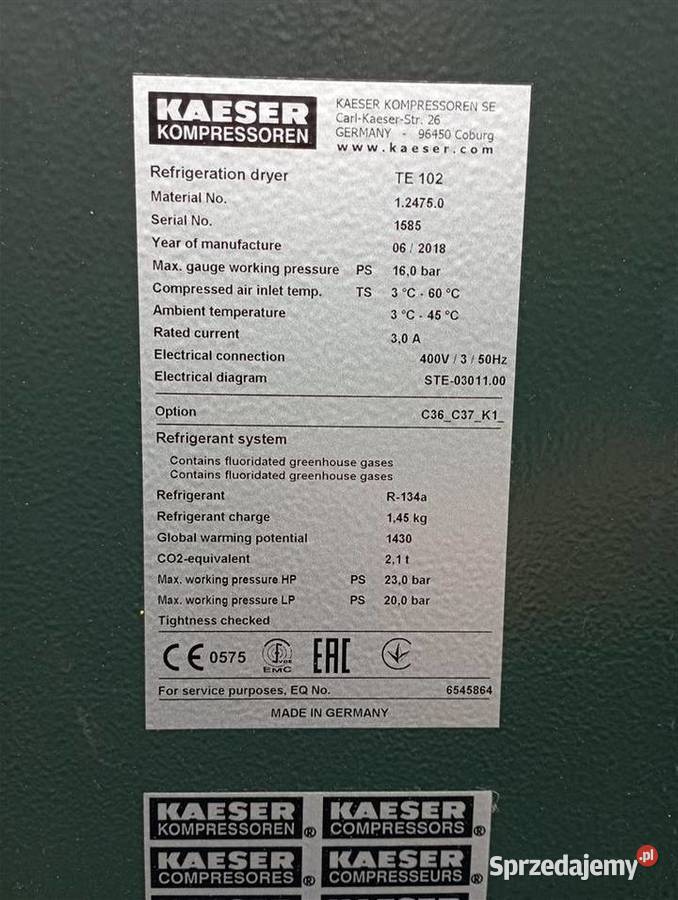 KAESER
KOMPRESSOREN
KAESER KOMPRESSOREN SE
Carl-Kaeser-Str. 26
GERMANY - 96450 Coburg
www.kaeser.com
Refrigeration dryer TE 102
Material No. 1.2475.0
Serial No. 1585
Year of manufacture 06 / 2018
Max. gauge working pressure PS 16,0 bar
Compressed air inlet temp. TS 3 °C - 60 °C
Ambient temperature 3 °C - 45 °C
Rated current 3,0 A
Electrical connection 400V / 3 / 50Hz
Electrical diagram STE-03011.00
Option C36_C37_K1_
Refrigerant system
Contains fluoridated greenhouse gases
Contains fluoridated greenhouse gases
Refrigerant R-134a
Refrigerant charge 1,45 kg
Global warming potential 1430
CO2-equivalent 2,1 t
Max. working pressure HP PS 23,0 bar
Max. working pressure LP PS 20,0 bar
Tightness checked
CE 0575 EMC EAC
For service purposes, EQ No. 6545864
MADE IN GERMANY
KAESER KAESER
KOMPRESSOREN ® COMPRESSORS ®
KAESER KAESER
COMPRESORES ® COMPRESSEURS ®
Sprzedajemy.pl